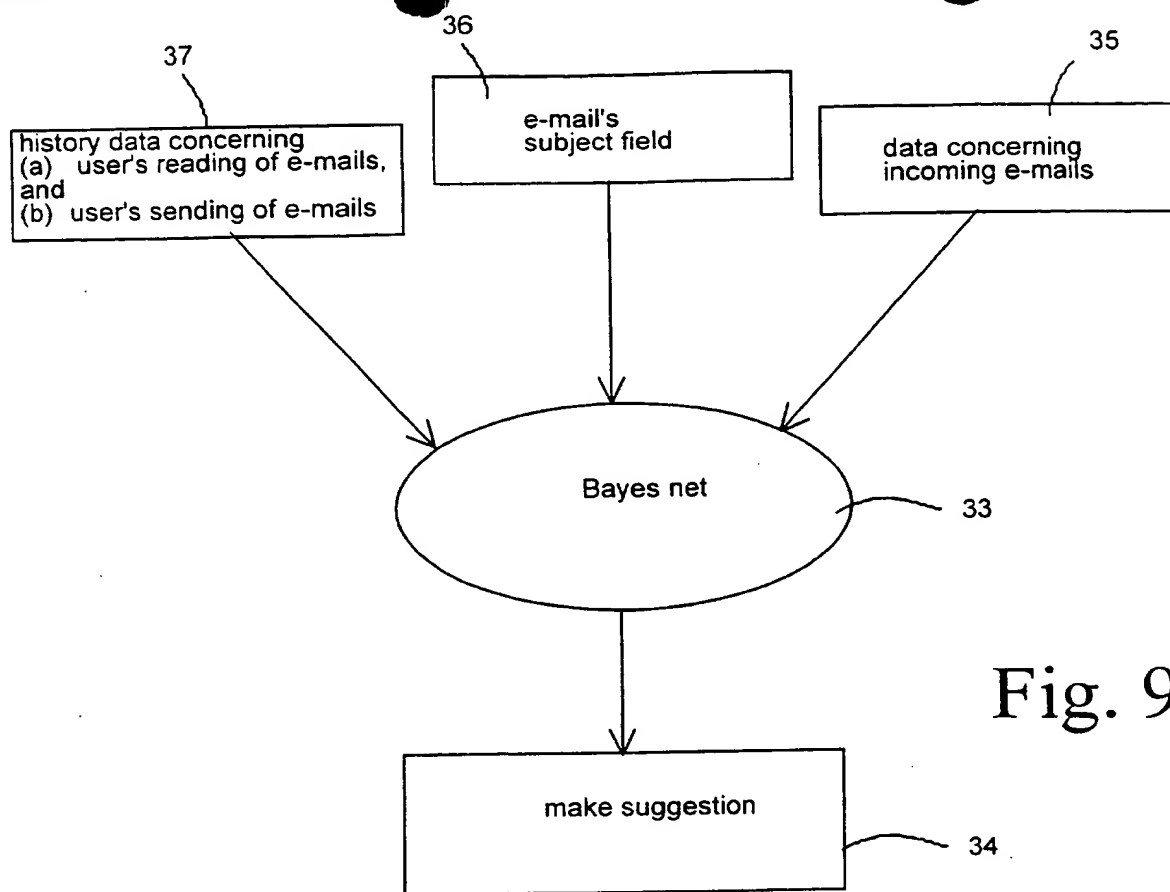 36
35
37
history data concerning
(a) user's reading of e-mails,
and
(b) user's sending of e-mails
e-mail's
subject field
data concerning
incoming e-mails
Bayes net
33
Fig. 9
make suggestion
34